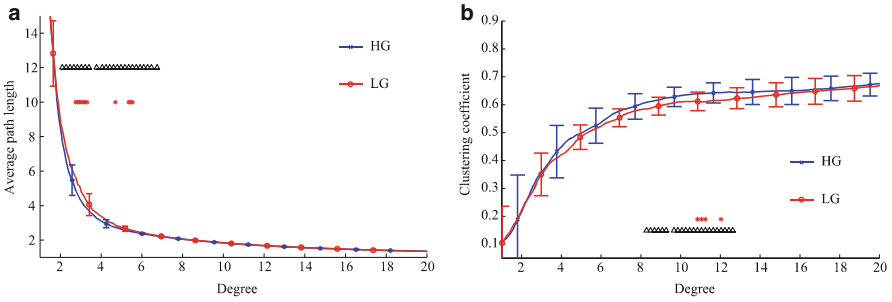 a
14
12
10
8
6
4
2
Average path length
HG
LG
2 4 6 8 10 12 14 16 18 20
Degree
b
0.9
0.8
0.7
0.6
0.5
0.4
0.3
0.2
0.1
Clustering coefficient
HG
LG
2 4 6 8 10 12 14 16 18 20
Degree